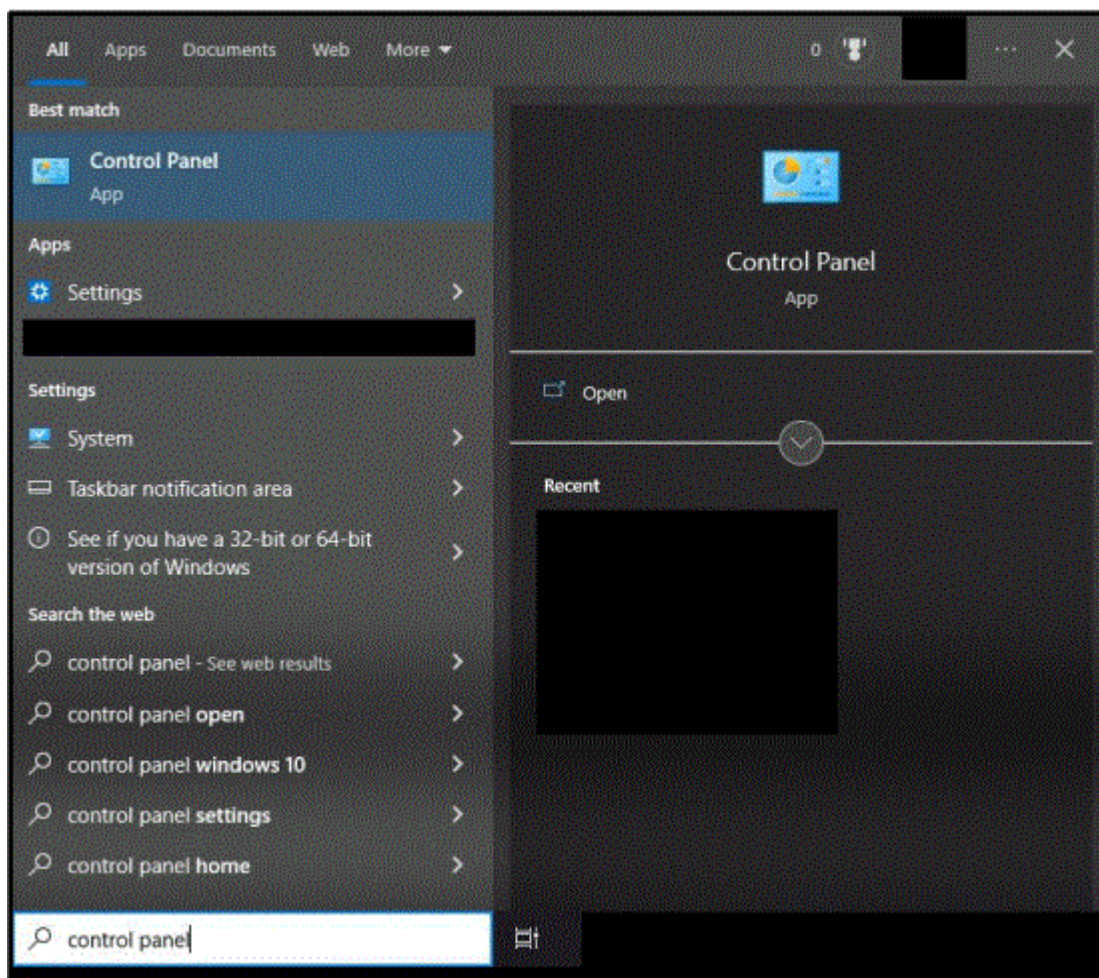 All Apps Documents Web More 0 ...
Best match
Control Panel
App
Apps
Settings
Settings
System
Taskbar notification area
See if you have a 32-bit or 64-bit
version of Windows
Search the web
control panel - See web results
control panel open
control panel windows 10
control panel settings
control panel home
control panel
Control Panel
App
Open
Recent